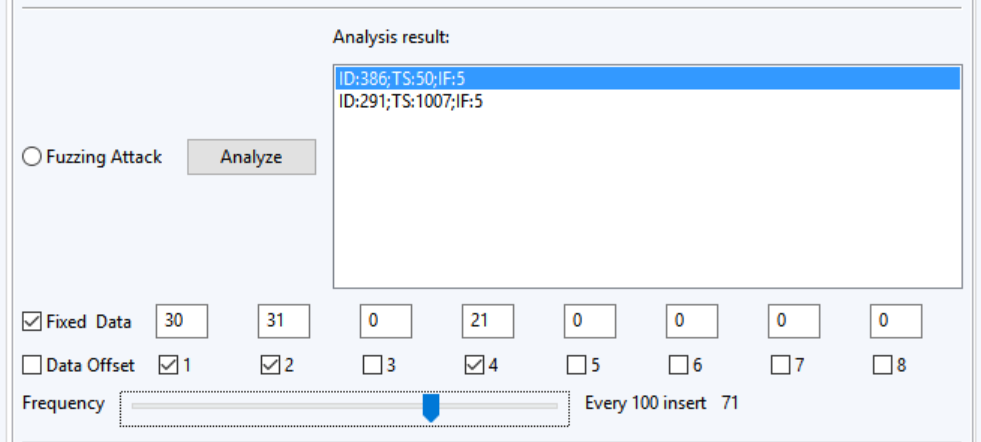 Analysis result:
ID:386;TS:50;IF:5
ID:291;TS:1007;IF:5
Fuzzing Attack Analyze
Fixed Data 30 31 0 21 0 0 0 0
Data Offset 1 2 3 4 5 6 7 8
Frequency Every 100 insert 71